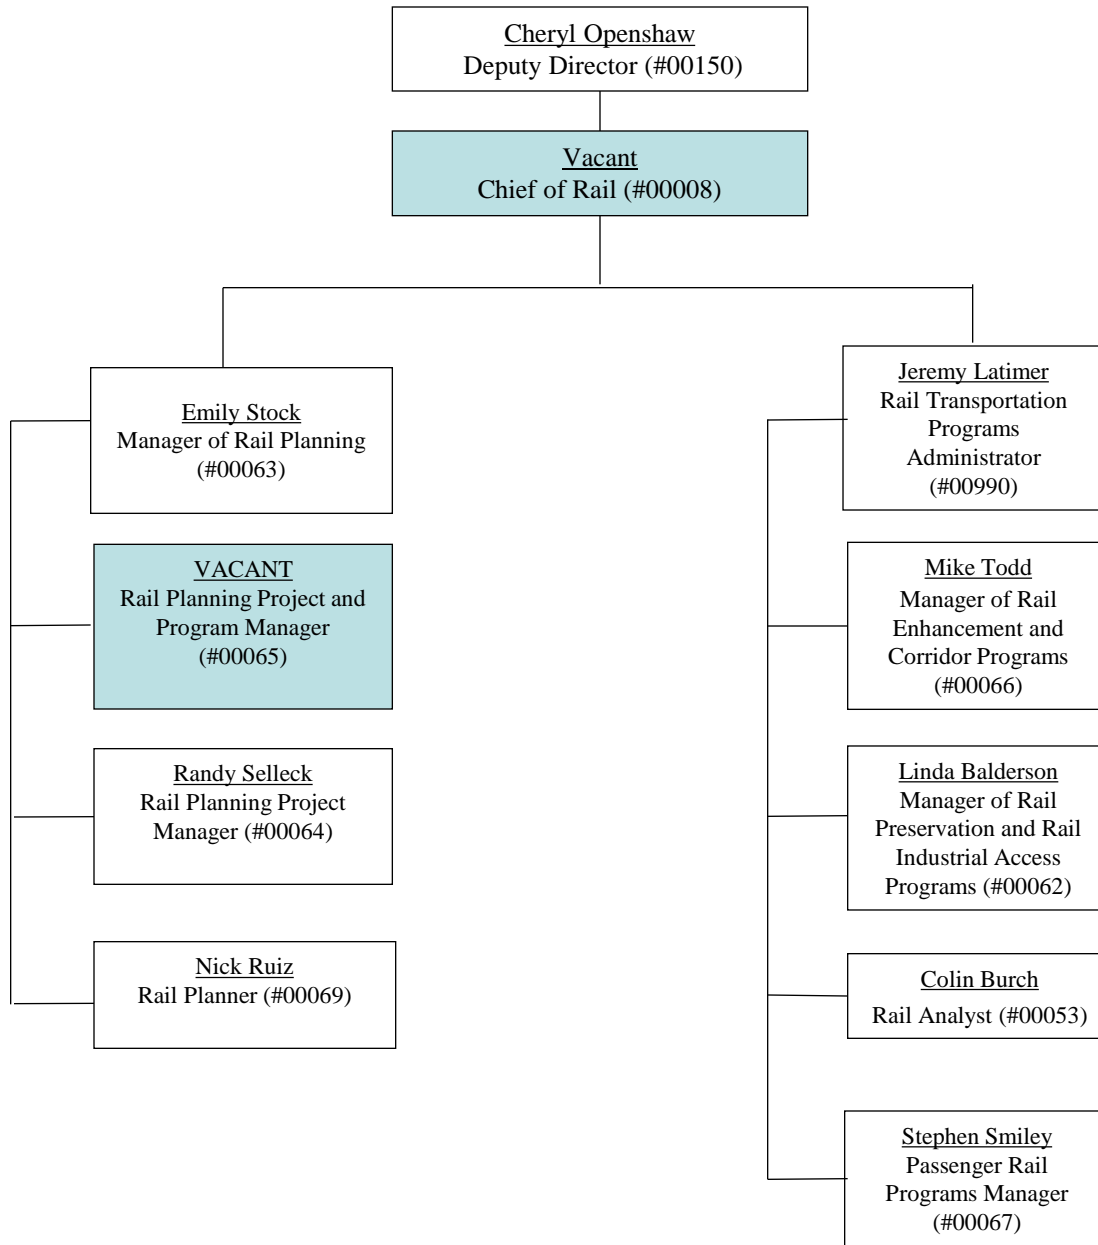 Cheryl Openshaw
Deputy Director (#00150)
Vacant
Chief of Rail (#00008)
Emily Stock
Manager of Rail Planning
(#00063)
VACANT
Rail Planning Project and
Program Manager
(#00065)
Randy Selleck
Rail Planning Project
Manager (#00064)
Nick Ruiz
Rail Planner (#00069)
Jeremy Latimer
Rail Transportation
Programs
Administrator
(#00990)
Mike Todd
Manager of Rail
Enhancement and
Corridor Programs
(#00066)
Linda Balderson
Manager of Rail
Preservation and Rail
Industrial Access
Programs (#00062)
Colin Burch
Rail Analyst (#00053)
Stephen Smiley
Passenger Rail
Programs Manager
(#00067)